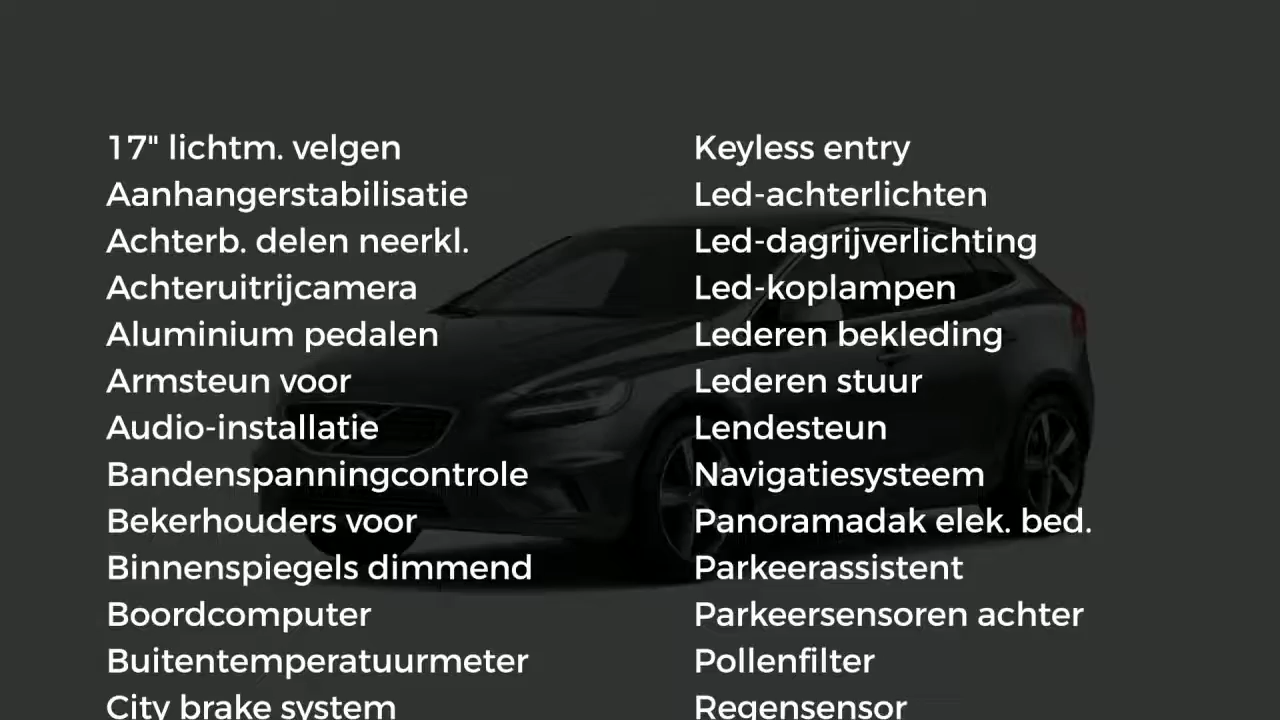 17" lichtm. velgen
Aanhangerstabilisatie
Achterb. delen neerkl.
Achteruitrijcamera
Aluminium pedalen
Armsteun voor
Audio-installatie
Bandenspanningcontrole
Bekerhouders voor
Binnenspiegels dimmend
Boordcomputer
Buitentemperatuurmeter
City brake system
Keyless entry
Led-achterlichten
Led-dagrijverlichting
Led-koplampen
Lederen bekleding
Lederen stuur
Lendesteun
Navigatiesysteem
Panoramadak elek. bed.
Parkeerassistent
Parkeersensoren achter
Pollenfilter
Regensensor